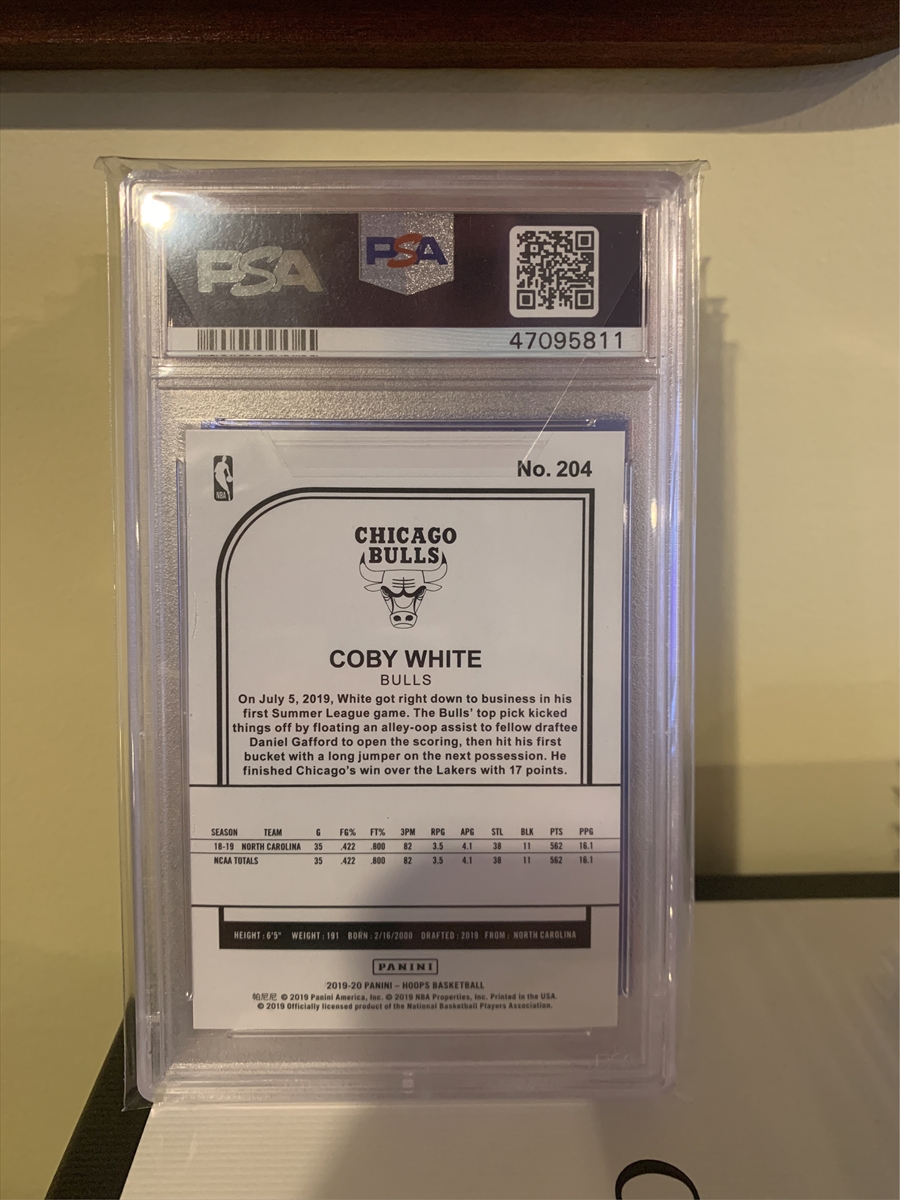 PSA
PSA
47095811
NBA
No. 204
CHICAGO
BULLS
COBY WHITE
BULLS
On July 5, 2019, White got right down to business in his
first Summer League game. The Bulls' top pick kicked
things off by floating an alley-oop assist to fellow draftee
Daniel Gafford to open the scoring, then hit his first
bucket with a long jumper on the next possession. He
finished Chicago's win over the Lakers with 17 points.
SEASON TEAM G FG% FT% 3PM RPG APG STL BLK PTS PPG
18-19 NORTH CAROLINA 35 .422 .800 82 3.5 4.1 38 11 562 16.1
NCAA TOTALS 35 .422 .800 82 3.5 4.1 38 11 562 16.1
HEIGHT : 6'5" WEIGHT : 191 BORN : 2/16/2000 DRAFTED : 2019 FROM : NORTH CAROLINA
PANINI
2019-20 PANINI – HOOPS BASKETBALL
帕尼尼 © 2019 Panini America, Inc. © 2019 NBA Properties, Inc. Printed in the USA.
© 2019 Officially licensed product of the National Basketball Players Association.